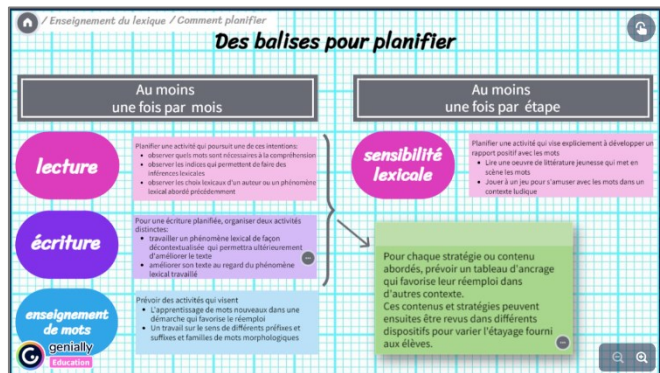 / Enseignement du lexique / Comment planifier
Des balises pour planifier
Au moins
une fois par mois
lecture
Planifier une activité qui poursuit une de ces intentions:
observer quels mots sont nécessaires à la compréhension
observer les indices qui permettent de faire des
inférences lexicales
observer les choix lexicaux d'un auteur ou un phénomène
lexical abordé précédemment
écriture
Pour une écriture planifiée, organiser deux activités
distinctes:
travailler un phénomène lexical de façon
décontextualisée qui permettra ultérieurement
d'améliorer le texte
améliorer son texte au regard du phénomène
lexical travaillé
enseignement
de mots
Prévoir des activités qui visent
L'apprentissage de mots nouveaux dans une
démarche qui favorise le réemploi
Un travail sur le sens de différents préfixes et
suffixes et familles de mots morphologiques
Au moins
une fois par étape
sensibilité
lexicale
Planifier une activité qui vise expliciement à développer un
rapport positif avec les mots
Lire une oeuvre de littérature jeunesse qui met en
scène les mots
Jouer à un jeu pour s'amuser avec les mots dans un
contexte ludique
Pour chaque stratégie ou contenu
abordés, prévoir un tableau d'ancrage
qui favorise leur réemploi dans
d'autres contexte.
Ces contenus et stratégies peuvent
ensuites être revus dans différents
dispositifs pour varier l'étayage fourni
aux élèves.
genially
Éducation